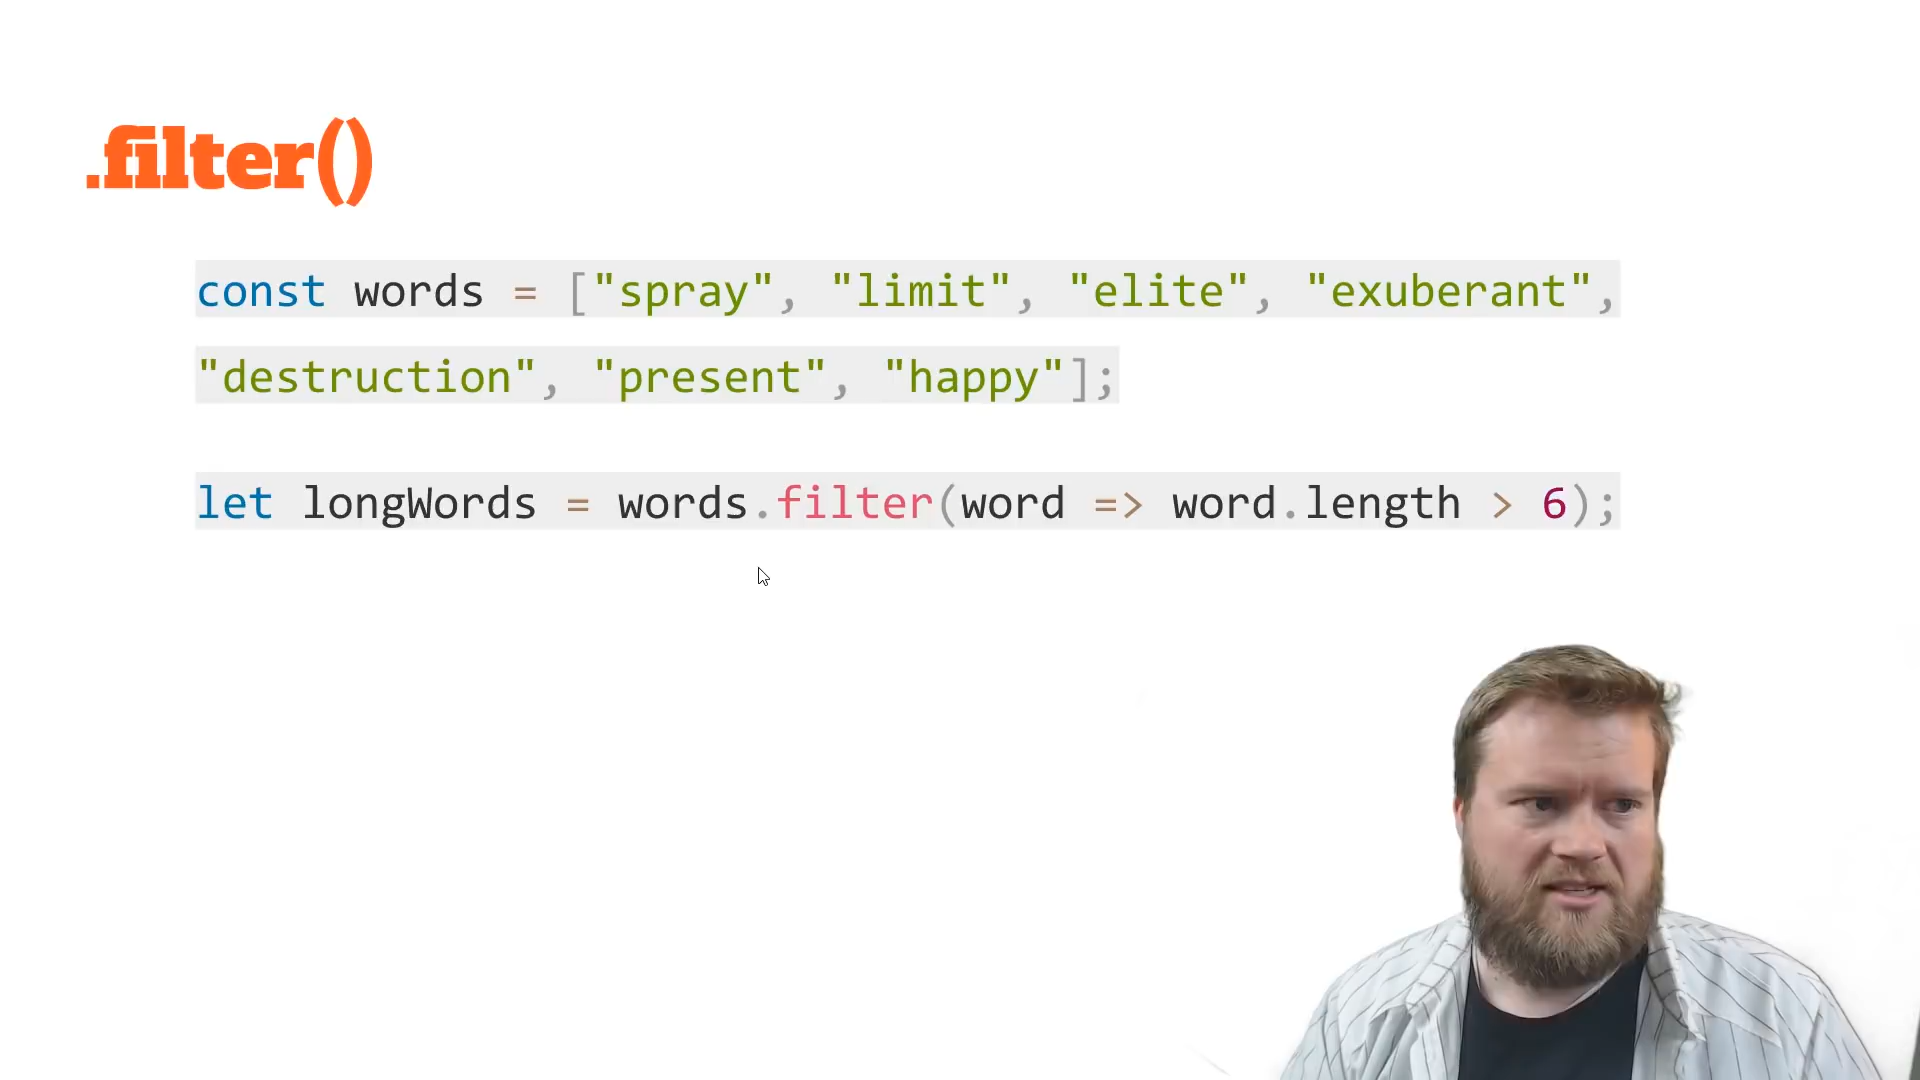 .filter()
const words = ["spray", "limit", "elite", "exuberant",
"destruction", "present", "happy"];
let longWords = words.filter(word => word.length > 6);